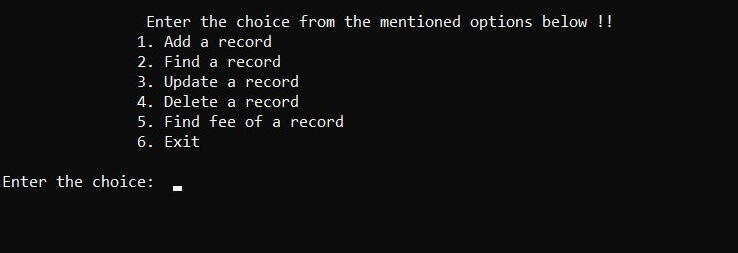 Enter the choice from the mentioned options below !!
1. Add a record
2. Find a record
3. Update a record
4. Delete a record
5. Find fee of a record
6. Exit
Enter the choice: